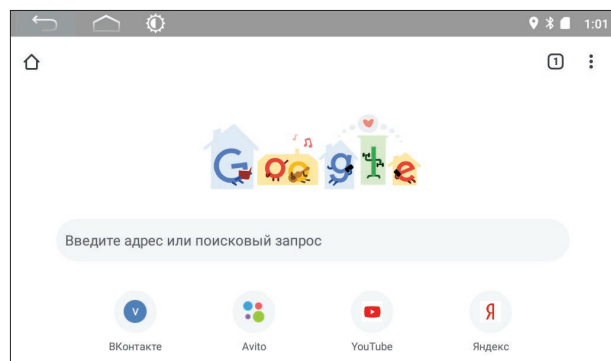 1:01
1
Google
Введите адрес или поисковый запрос
V
Я
ВКонтакте
Avito
YouTube
Яндекс